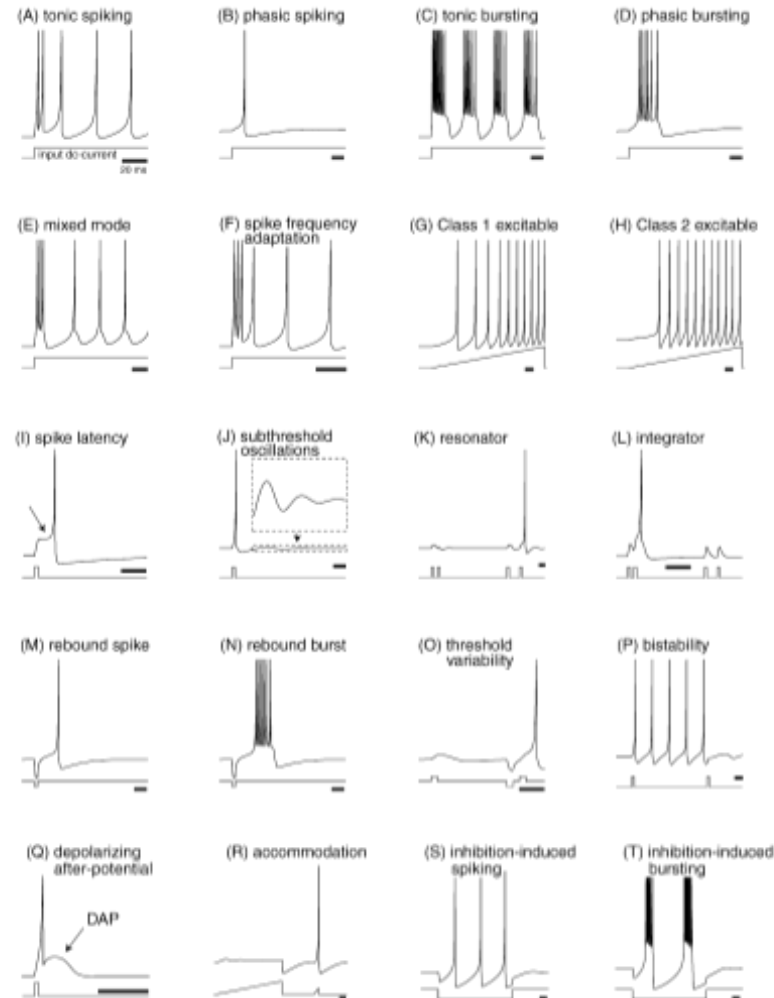 (A) tonic spiking
(B) phasic spiking
(C) tonic bursting
(D) phasic bursting
input dc-current
20 ms
(E) mixed mode
(F) spike frequency
adaptation
(G) Class 1 excitable
(H) Class 2 excitable
(I) spike latency
(J) subthreshold
oscillations
(K) resonator
(L) integrator
(M) rebound spike
(N) rebound burst
(O) threshold
variability
(P) bistability
(Q) depolarizing
after-potential
DAP
(R) accommodation
(S) inhibition-induced
spiking
(T) inhibition-induced
bursting